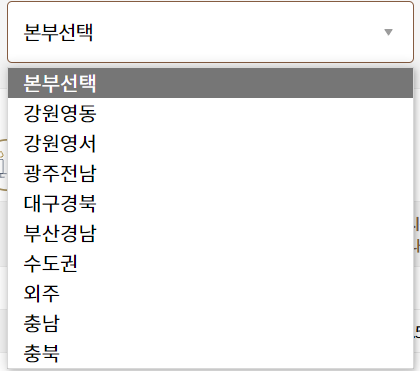 본부선택
본부선택
강원영동
강원영서
광주전남
대구경북
부산경남
수도권
외주
충남
충북